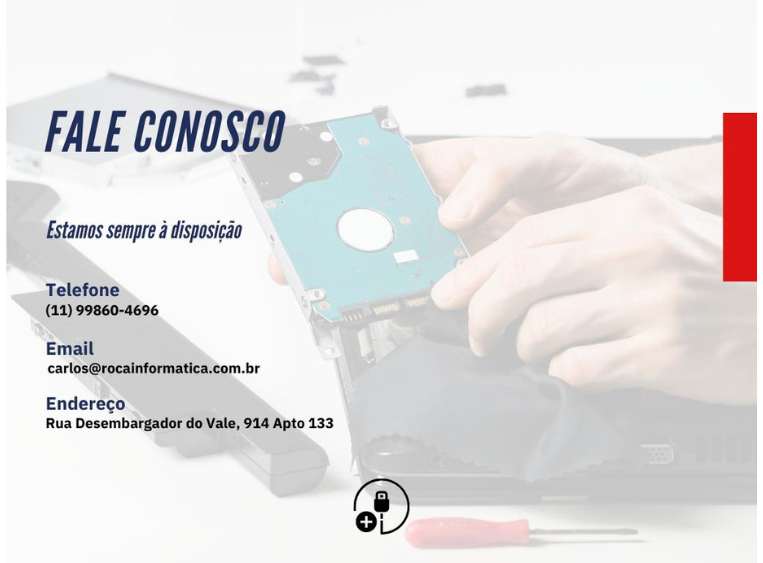 FALE CONOSCO
Estamos sempre à disposição
Telefone
(11) 99860-4696
Email
carlos@rocainformatica.com.br
Endereço
Rua Desembargador do Vale, 914 Apto 133